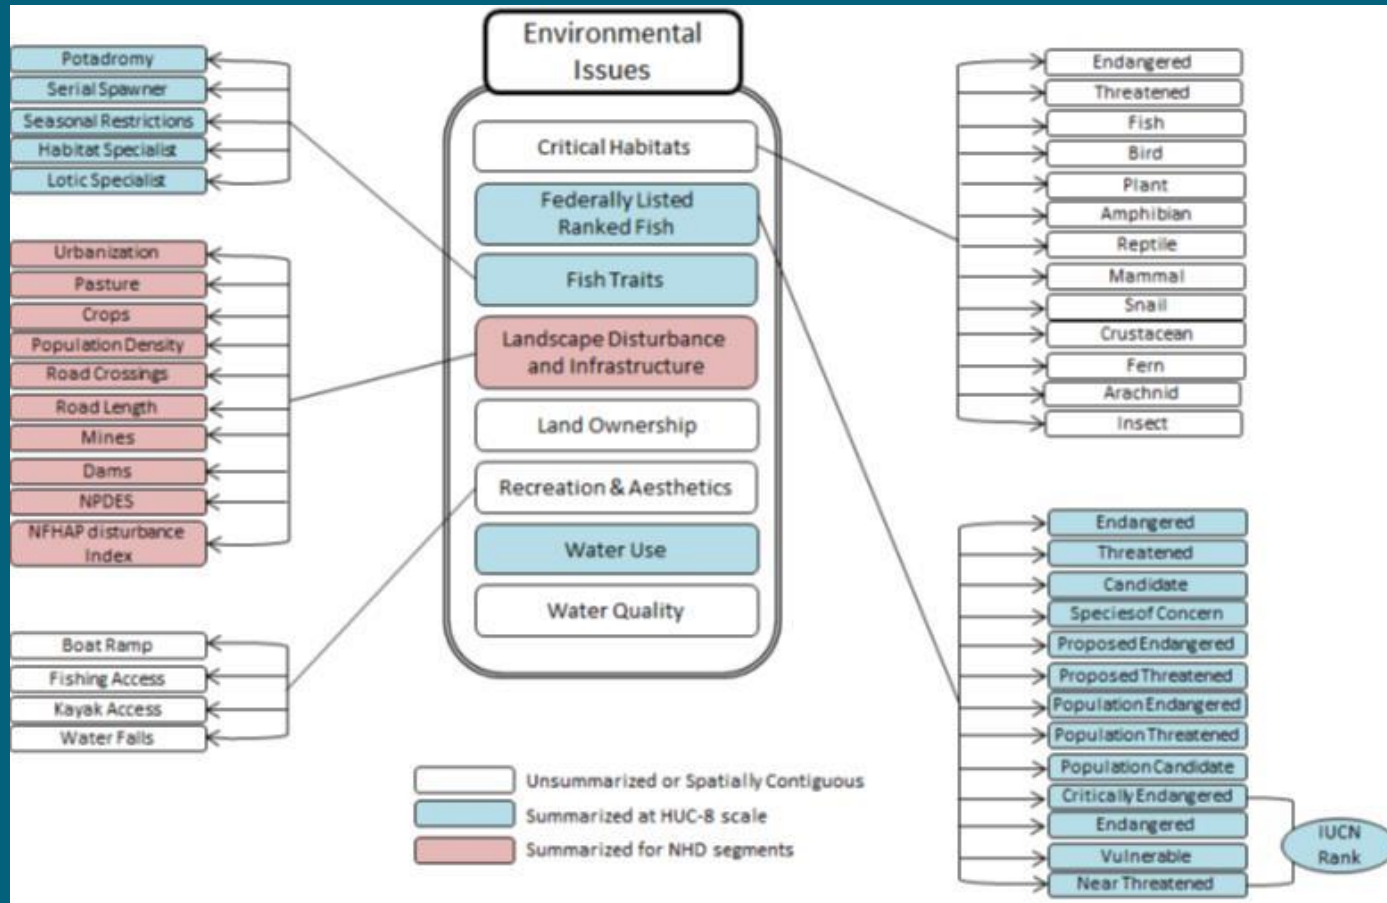 Environmental
Issues
Critical Habitats
Federally Listed
Ranked Fish
Fish Traits
Landscape Disturbance
and Infrastructure
Land Ownership
Recreation & Aesthetics
Water Use
Water Quality
Potadromy
Serial Spawner
Seasonal Restrictions
Habitat Specialist
Lotic Specialist
Urbanization
Pasture
Crops
Population Density
Road Crossings
Road Length
Mines
Dams
NPDES
NFHAP disturbance
Index
Boat Ramp
Fishing Access
Kayak Access
Water Falls
Endangered
Threatened
Fish
Bird
Plant
Amphibian
Reptile
Mammal
Snail
Crustacean
Fern
Arachnid
Insect
Endangered
Threatened
Candidate
Speciesof Concern
Proposed Endangered
Proposed Threatened
Population Endangered
Population Threatened
Population Candidate
Critically Endangered
Endangered
Vulnerable
Near Threatened
IUCN
Rank
Unsummarized or Spatially Contiguous
Summarized at HUC-8 scale
Summarized for NHD segments